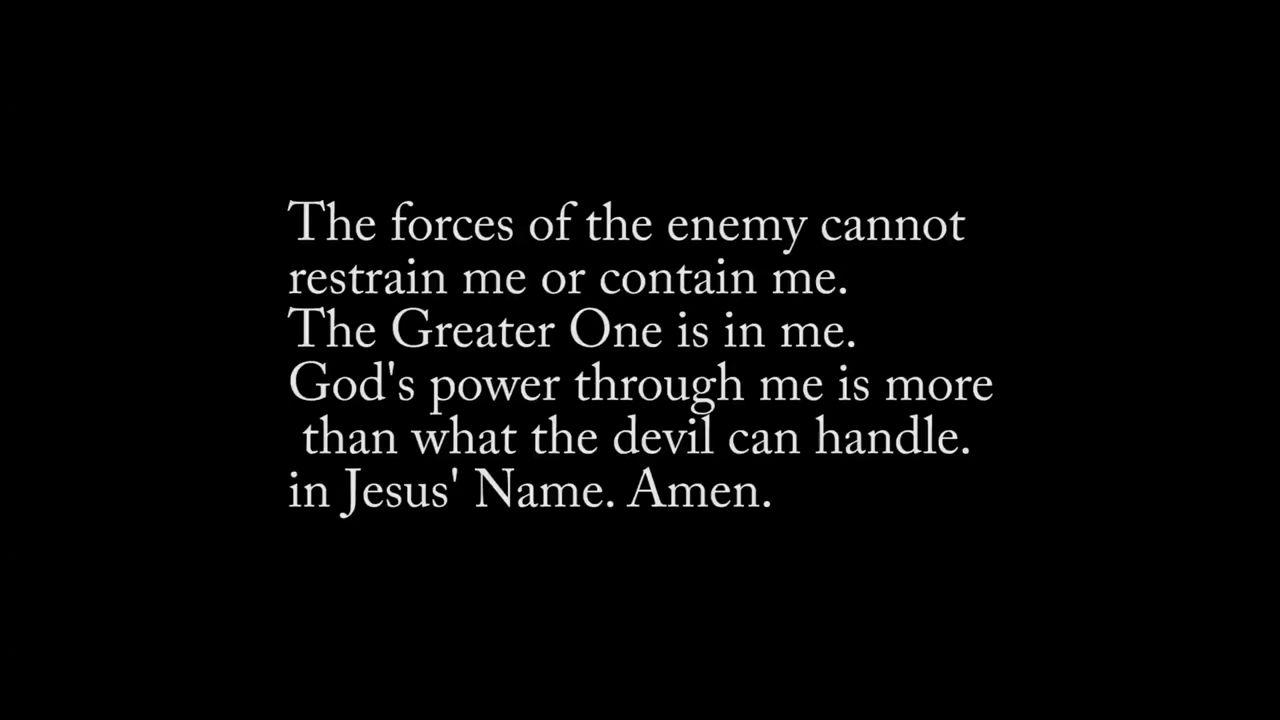 The forces of the enemy cannot
restrain me or contain me.
The Greater One is in me.
God's power through me is more
than what the devil can handle.
in Jesus' Name. Amen.